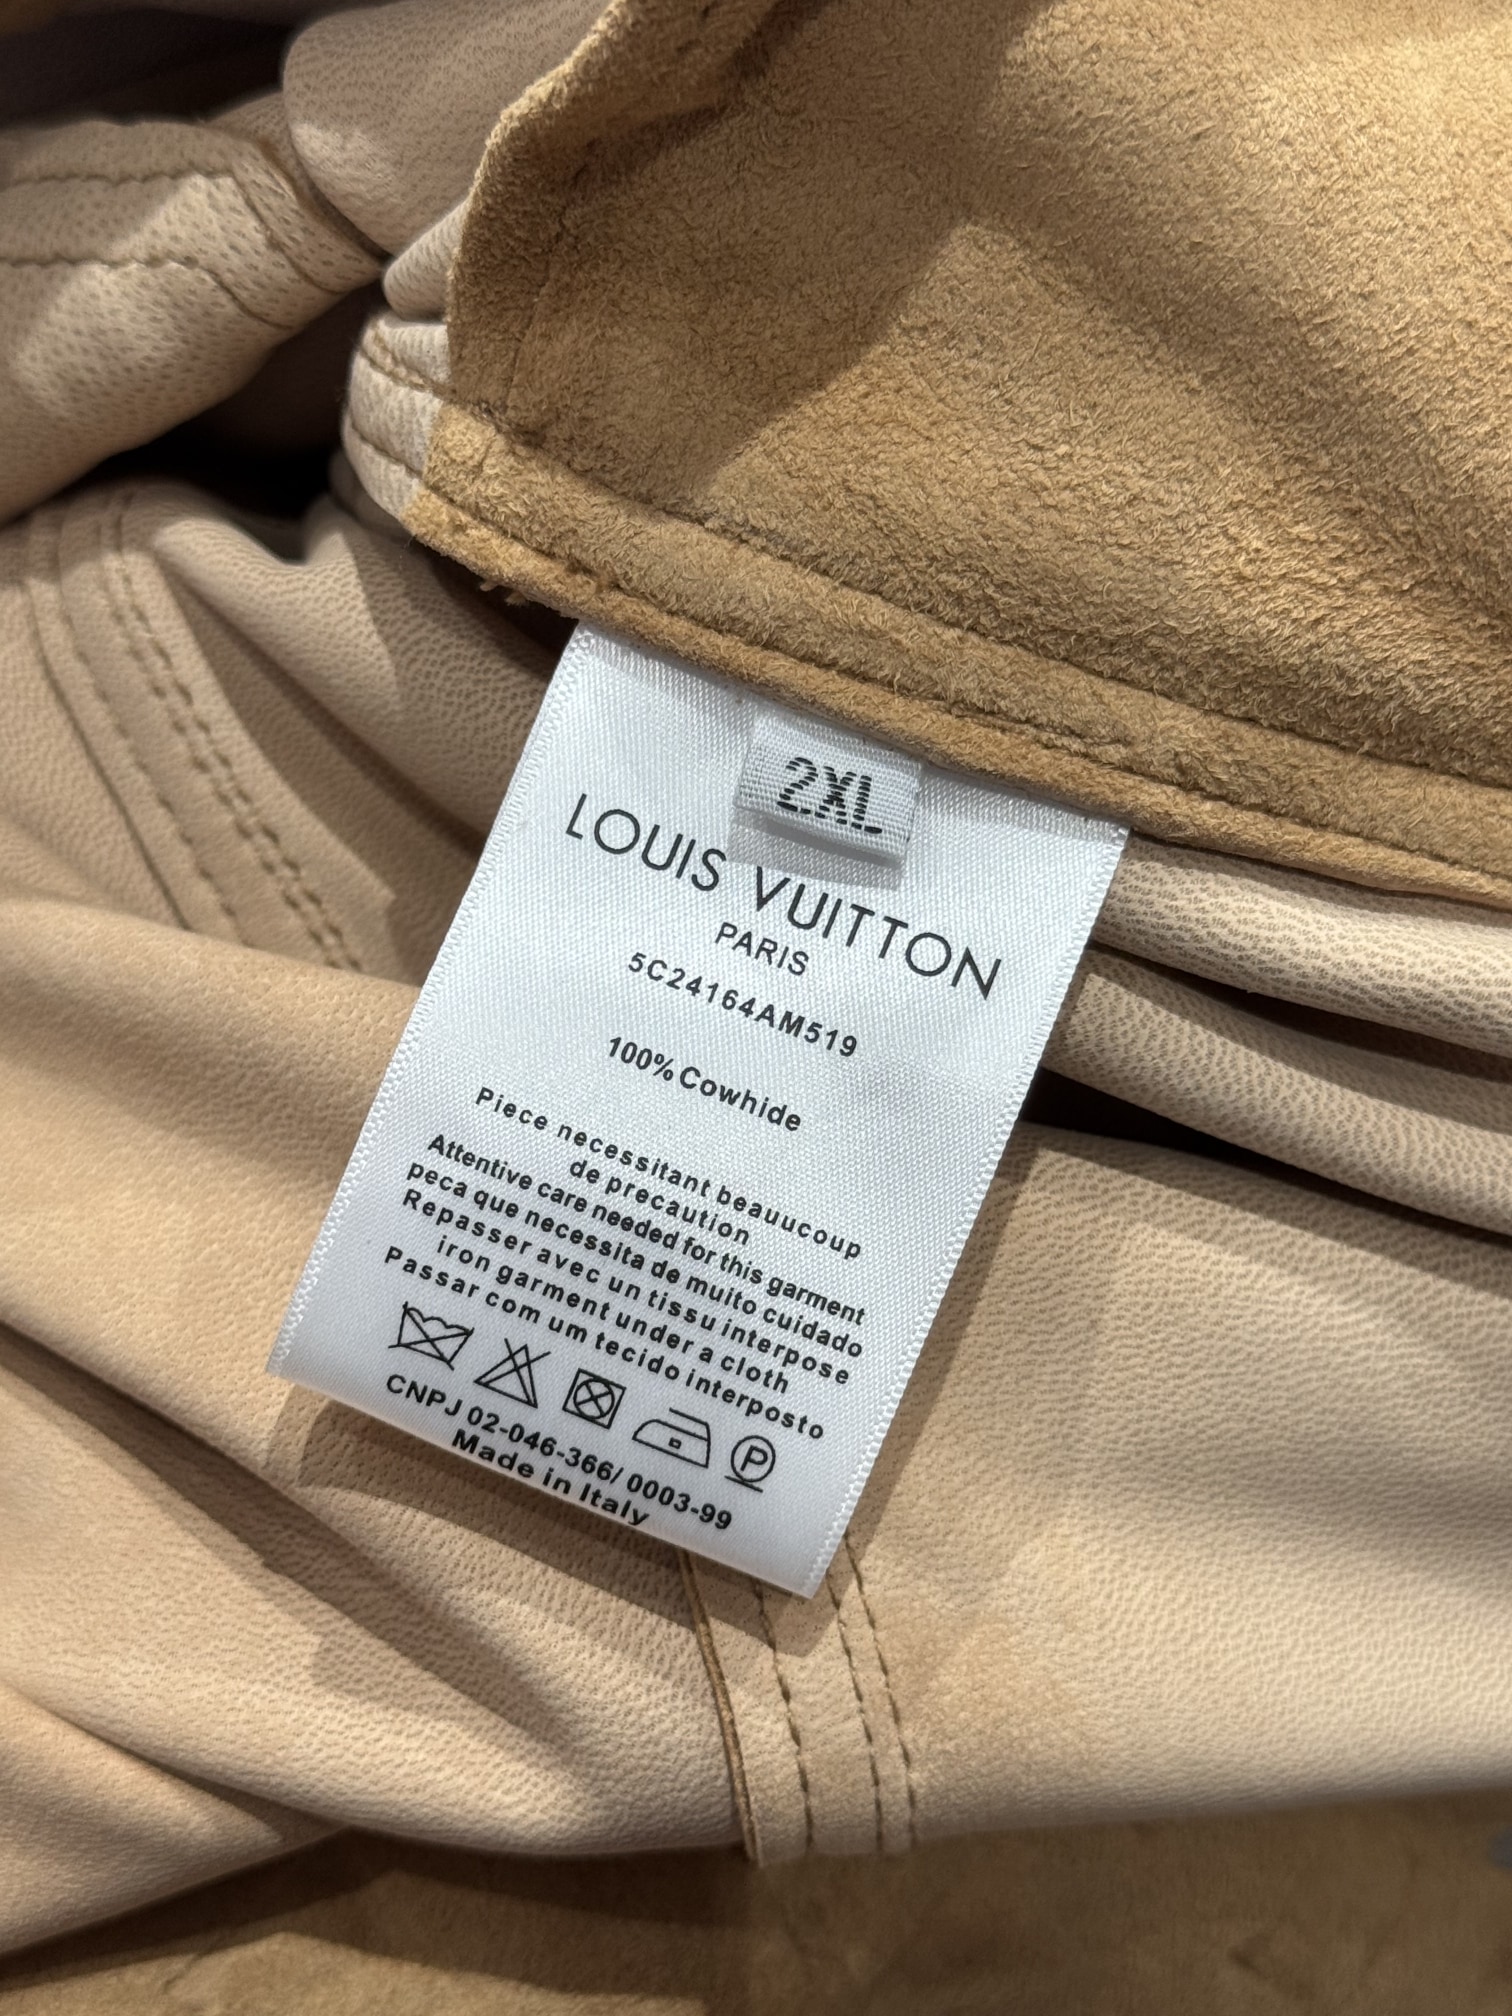 2XL
LOUIS VUITTON
PARIS
5C24164AM519
100%Cowhide
Piece necessitant beauucoup
de precaution
Attentive care needed for this garment
peca que necessita de muito cuidado
Repasser avec un tissu interpose
iron garment under a cloth
Passar com um tecido interposto
P
CNPJ 02-046-366/ 0003-99
Made in Italy